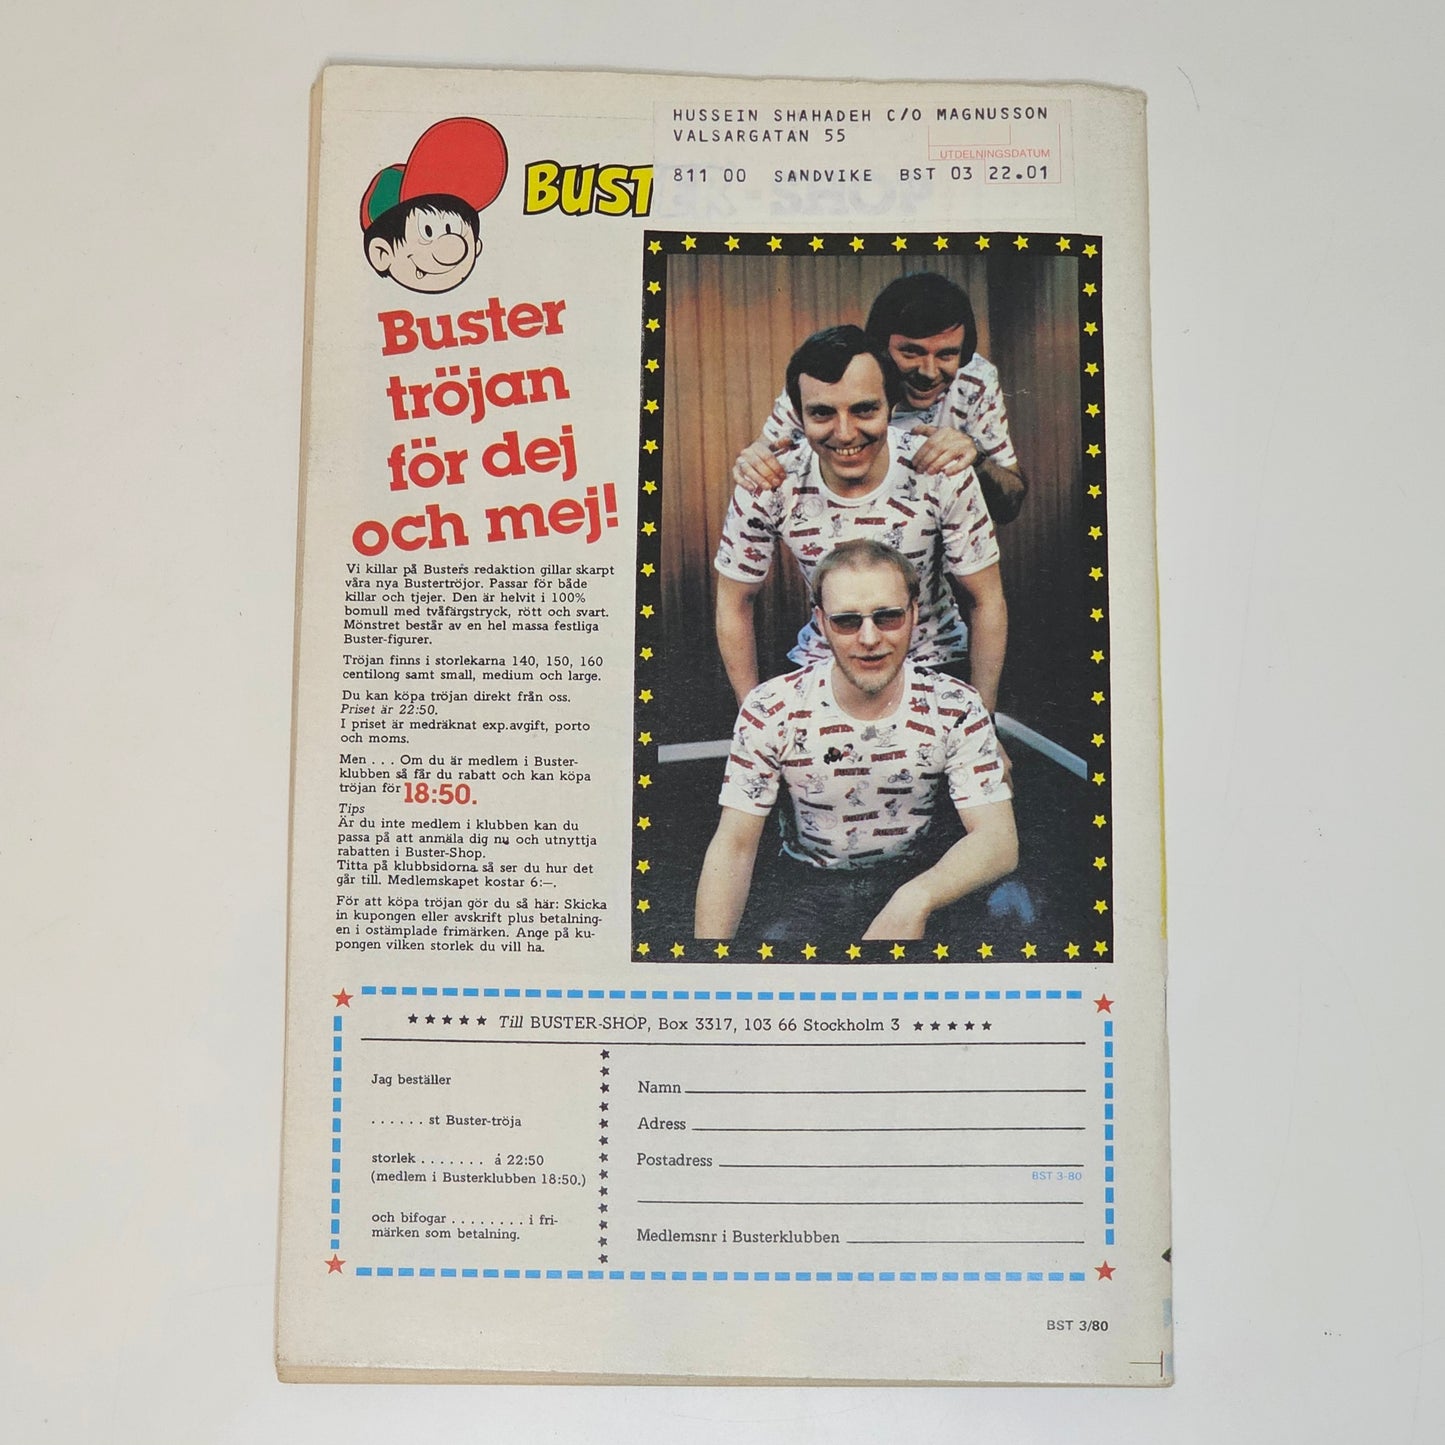 HUSSEIN SHAHADEH C/O MAGNUSSON
VALSARGATAN 55
UTDELNINGSDATUM
811 00 SANDVIKE BST 03 22.01
BUST
Buster
tröjan
för dej
och mej!
Vi killar på Busters redaktion gillar skarpt
våra nya Bustertröjor. Passar för både
killar och tjejer. Den är helvit i 100%
bomull med tvåfärgstryck, rött och svart.
Mönstret består av en hel massa festliga
Buster-figurer.
Tröjan finns i storlekarna 140, 150, 160
centilong samt small, medium och large.
Du kan köpa tröjan direkt från oss.
Priset är 22:50.
I priset är medräknat exp.avgift, porto
och moms.
Men . . . Om du är medlem i Buster-
klubben så får du rabatt och kan köpa
tröjan för 18:50.
Tips
Är du inte medlem i klubben kan du
passa på att anmäla dig nu och utnyttja
rabatten i Buster-Shop.
Titta på klubbsidorna så ser du hur det
går till. Medlemskapet kostar 6:—.
För att köpa tröjan gör du så här: Skicka
in kupongen eller avskrift plus betalning-
en i ostämplade frimärken. Ange på ku-
pongen vilken storlek du vill ha.
BUSTER
BUSTER
BUSTER
BUSTER
Till BUSTER-SHOP, Box 3317, 103 66 Stockholm 3
Jag beställer
. . . . . . st Buster-tröja
storlek . . . . . . . å 22:50
(medlem i Busterklubben 18:50.)
och bifogar . . . . . . . . i fri-
märken som betalning.
Namn
Adress
Postadress
BST 3-80
Medlemsnr i Busterklubben
BST 3/80